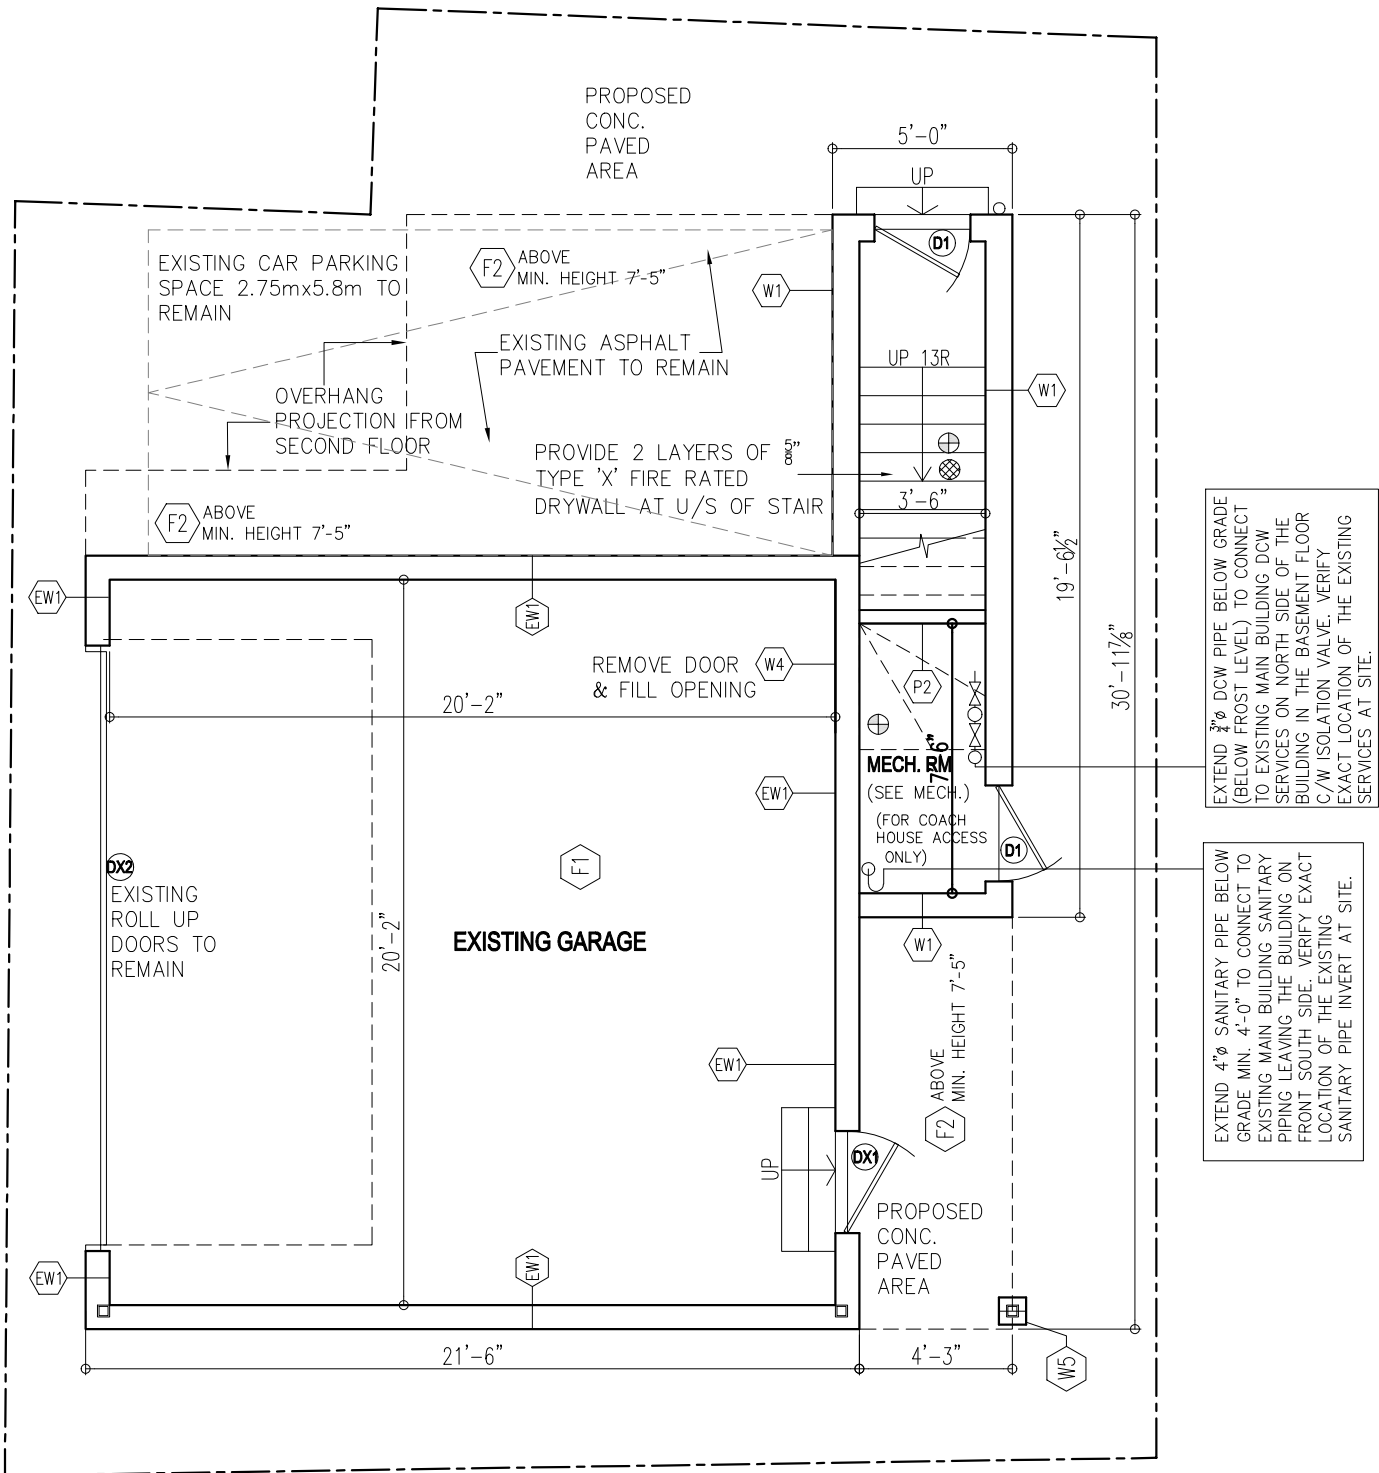 PROPOSED
CONC.
PAVED
AREA
5'-0"
UP
D1
EXISTING CAR PARKING
SPACE 2.75mx5.8m TO
REMAIN
F2
ABOVE
MIN. HEIGHT 7'-5"
W1
EXISTING ASPHALT
PAVEMENT TO REMAIN
UP 13R
W1
OVERHANG
PROJECTION FROM
SECOND FLOOR
PROVIDE 2 LAYERS OF 5/8"
TYPE 'X' FIRE RATED
DRYWALL AT U/S OF STAIR
3'-6"
F2
ABOVE
MIN. HEIGHT 7'-5"
19'-6½"
30'-11⅞"
EW1
EW1
REMOVE DOOR
& FILL OPENING
W4
P2
20'-2"
7'-6"
MECH. RM
(SEE MECH.)
(FOR COACH
HOUSE ACCESS
ONLY)
EW1
D1
F1
DX2
EXISTING
ROLL UP
DOORS TO
REMAIN
20'-2"
EXISTING GARAGE
W1
EW1
F2
ABOVE
MIN. HEIGHT 7'-5"
UP
DX1
PROPOSED
CONC.
PAVED
AREA
EW1
EW1
21'-6"
4'-3"
W5
EXTEND ¾"ø DCW PIPE BELOW GRADE
(BELOW FROST LEVEL) TO CONNECT
TO EXISTING MAIN BUILDING DCW
SERVICES ON NORTH SIDE OF THE
BUILDING IN THE BASEMENT FLOOR
C/W ISOLATION VALVE. VERIFY
EXACT LOCATION OF THE EXISTING
SERVICES AT SITE.
EXTEND 4"ø SANITARY PIPE BELOW
GRADE MIN. 4'-0" TO CONNECT TO
EXISTING MAIN BUILDING SANITARY
PIPING LEAVING THE BUILDING ON
FRONT SOUTH SIDE. VERIFY EXACT
LOCATION OF THE EXISTING
SANITARY PIPE INVERT AT SITE.